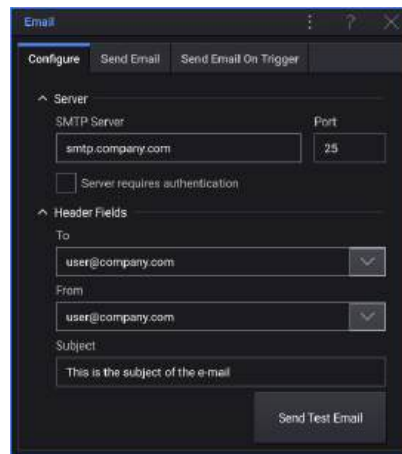 Email
Configure Send Email Send Email On Trigger
Server
SMTP Server Port
smtp.company.com 25
Server requires authentication
Header Fields
To
user@company.com
From
user@company.com
Subject
This is the subject of the e-mail
Send Test Email